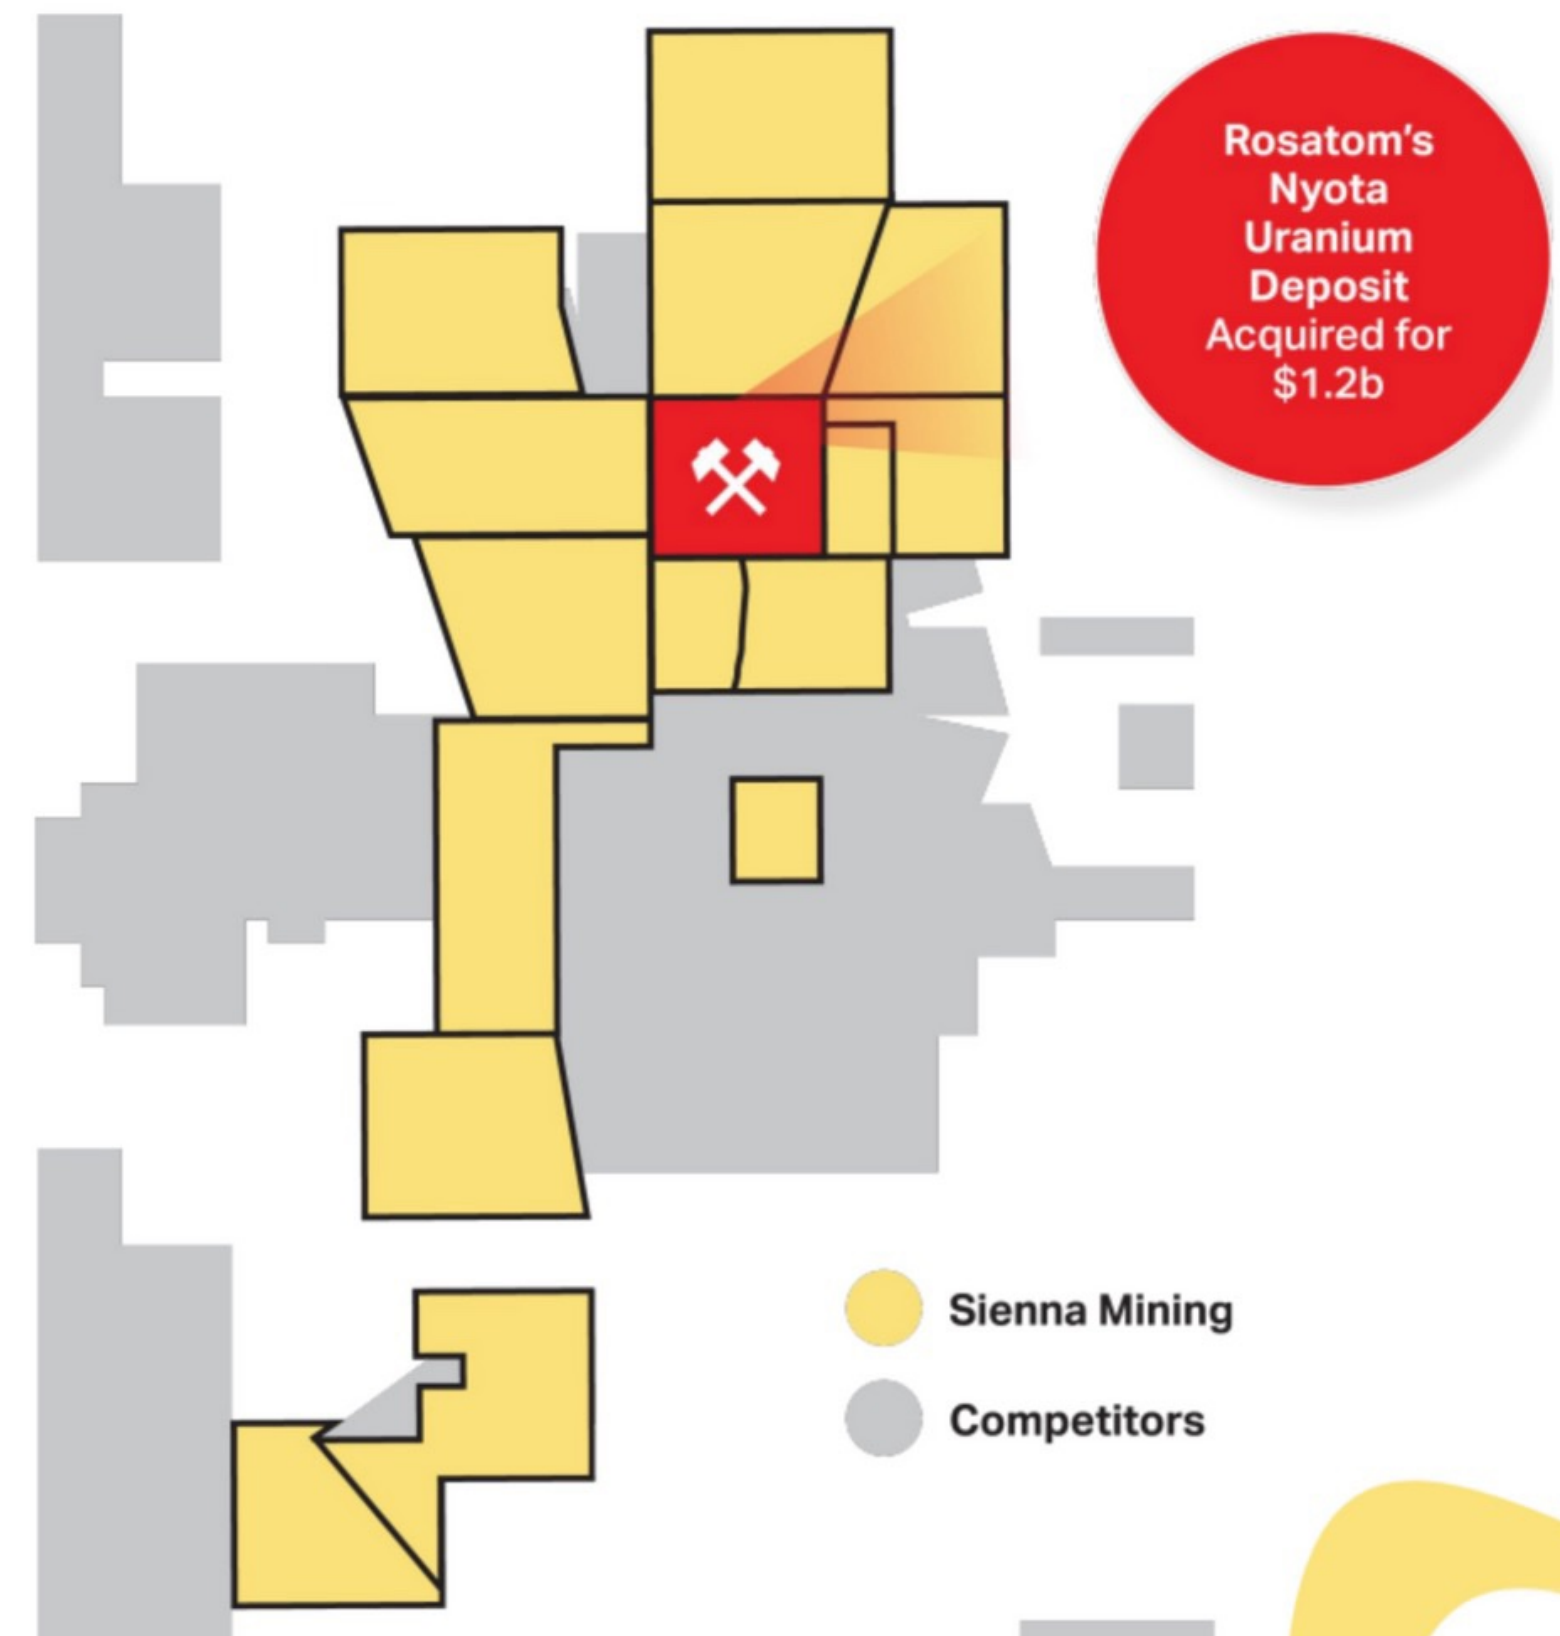 Rosatom’s
Nyota
Uranium
Deposit
Acquired for
$1.2b
Sienna Mining
Competitors